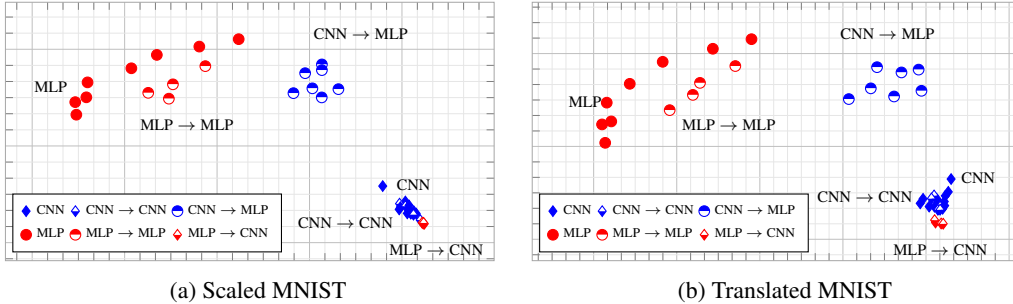 CNN → MLP
MLP
MLP → MLP
CNN
CNN → CNN
MLP → CNN
CNN CNN → CNN CNN → MLP
MLP MLP → MLP MLP → CNN
(a) Scaled MNIST
CNN → MLP
MLP
MLP → MLP
CNN
CNN → CNN
MLP → CNN
CNN CNN → CNN CNN → MLP
MLP MLP → MLP MLP → CNN
(b) Translated MNIST